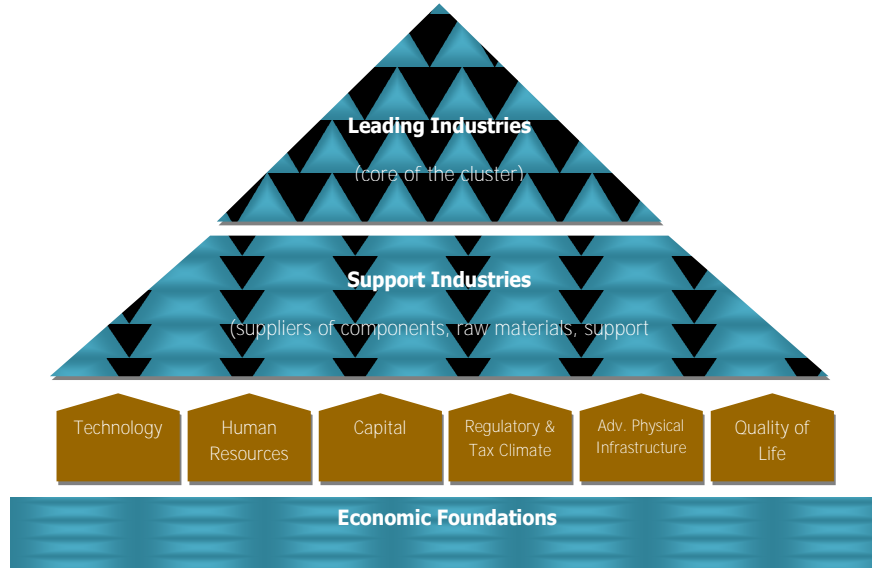 Leading Industries
(core of the cluster)
Support Industries
(suppliers of components, raw materials, support
Technology
Human
Resources
Capital
Regulatory &
Tax Climate
Adv. Physical
Infrastructure
Quality of
Life
Economic Foundations